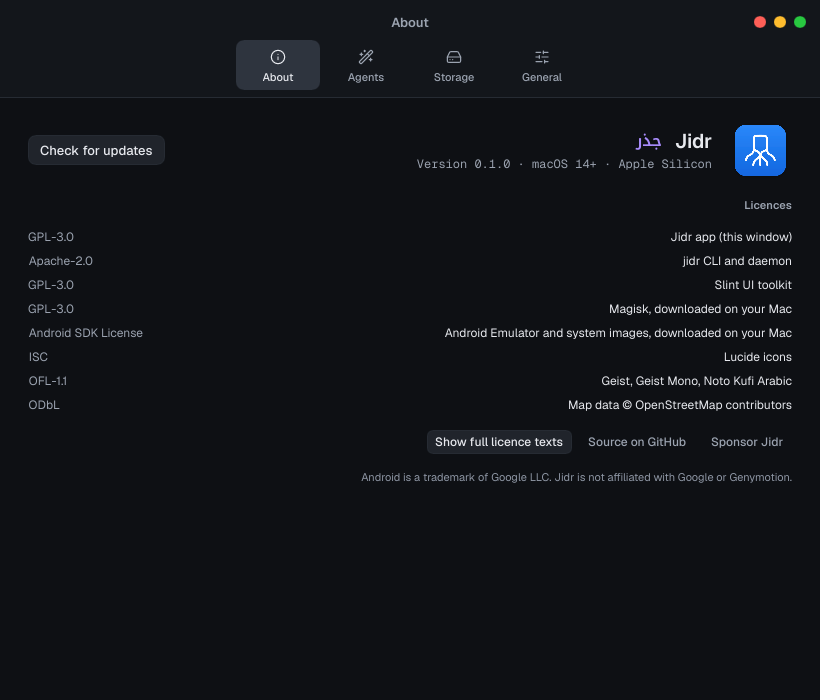 About
About
Agents
Storage
General
Check for updates
جذر Jidr
Version 0.1.0 · macOS 14+ · Apple Silicon
Licences
GPL-3.0 Jidr app (this window)
Apache-2.0 jidr CLI and daemon
GPL-3.0 Slint UI toolkit
GPL-3.0 Magisk, downloaded on your Mac
Android SDK License Android Emulator and system images, downloaded on your Mac
ISC Lucide icons
OFL-1.1 Geist, Geist Mono, Noto Kufi Arabic
ODbL Map data © OpenStreetMap contributors
Show full licence texts Source on GitHub Sponsor Jidr
Android is a trademark of Google LLC. Jidr is not affiliated with Google or Genymotion.